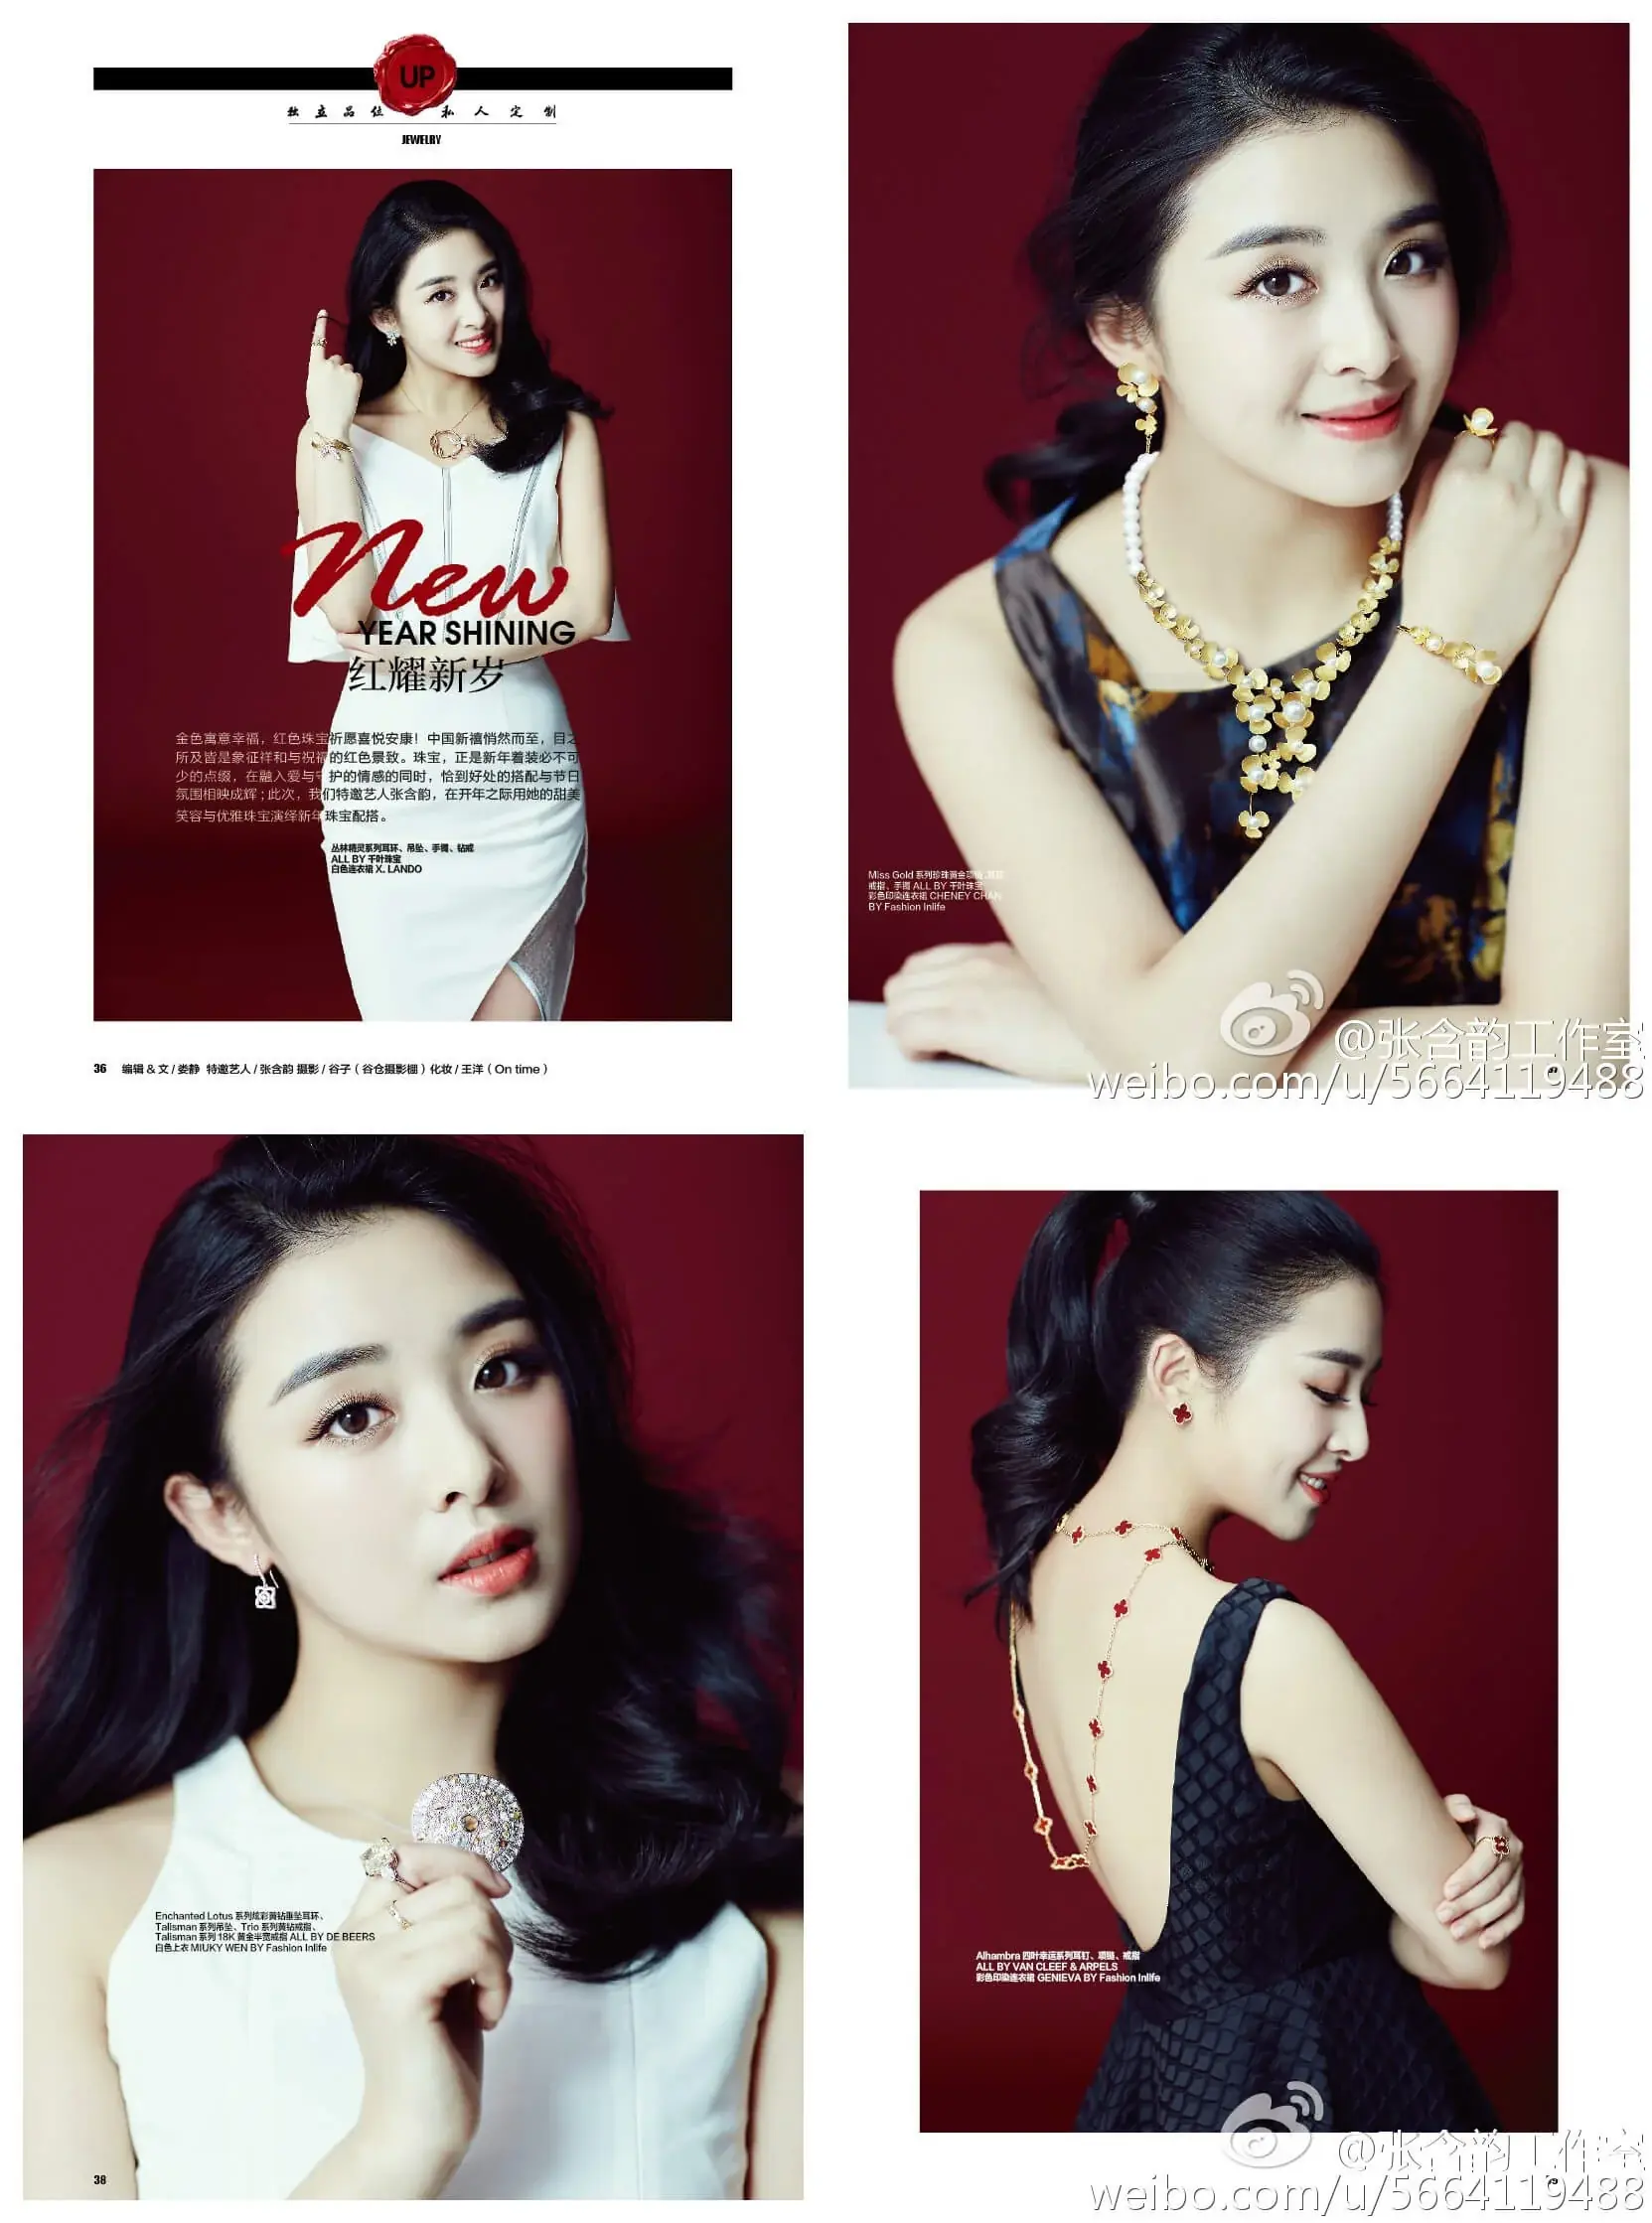 UP
独立品位 私人定制
JEWELRY
New
YEAR SHINING
红耀新岁
金色寓意幸福，红色珠宝祈愿喜悦安康！中国新禧悄然而至，目之
所及皆是象征祥和与祝福的红色景致。珠宝，正是新年着装必不可
少的点缀，在融入爱与守护的情感的同时，恰到好处的搭配与节日
氛围相映成辉；此次，我们特邀艺人张含韵，在开年之际用她的甜美
笑容与优雅珠宝演绎新年珠宝配搭。
丛林精灵系列耳环、吊坠、手镯、钻戒
ALL BY 千叶珠宝
白色连衣裙 X. LANDO
36 编辑 & 文 / 娄静 特邀艺人 / 张含韵 摄影 / 谷子（谷仓摄影棚）化妆 / 王洋（On time）
Miss Gold 系列珍珠黄金项链、耳环
戒指、手镯 ALL BY 千叶珠宝
彩色印染连衣裙 CHENEY CHAN
BY Fashion Inlife
@张含韵工作室
weibo.com/u/5664119488
Enchanted Lotus 系列炫彩黄钻垂坠耳环、
Talisman 系列吊坠、Trio 系列黄钻戒指、
Talisman 系列 18K 黄金半宽戒指 ALL BY DE BEERS
白色上衣 MIUKY WEN BY Fashion Inlife
38
Alhambra 四叶幸运系列耳钉、项链、戒指
ALL BY VAN CLEEF & ARPELS
彩色印染连衣裙 GENIEVA BY Fashion Inlife
@张含韵工作室
weibo.com/u/5664119488